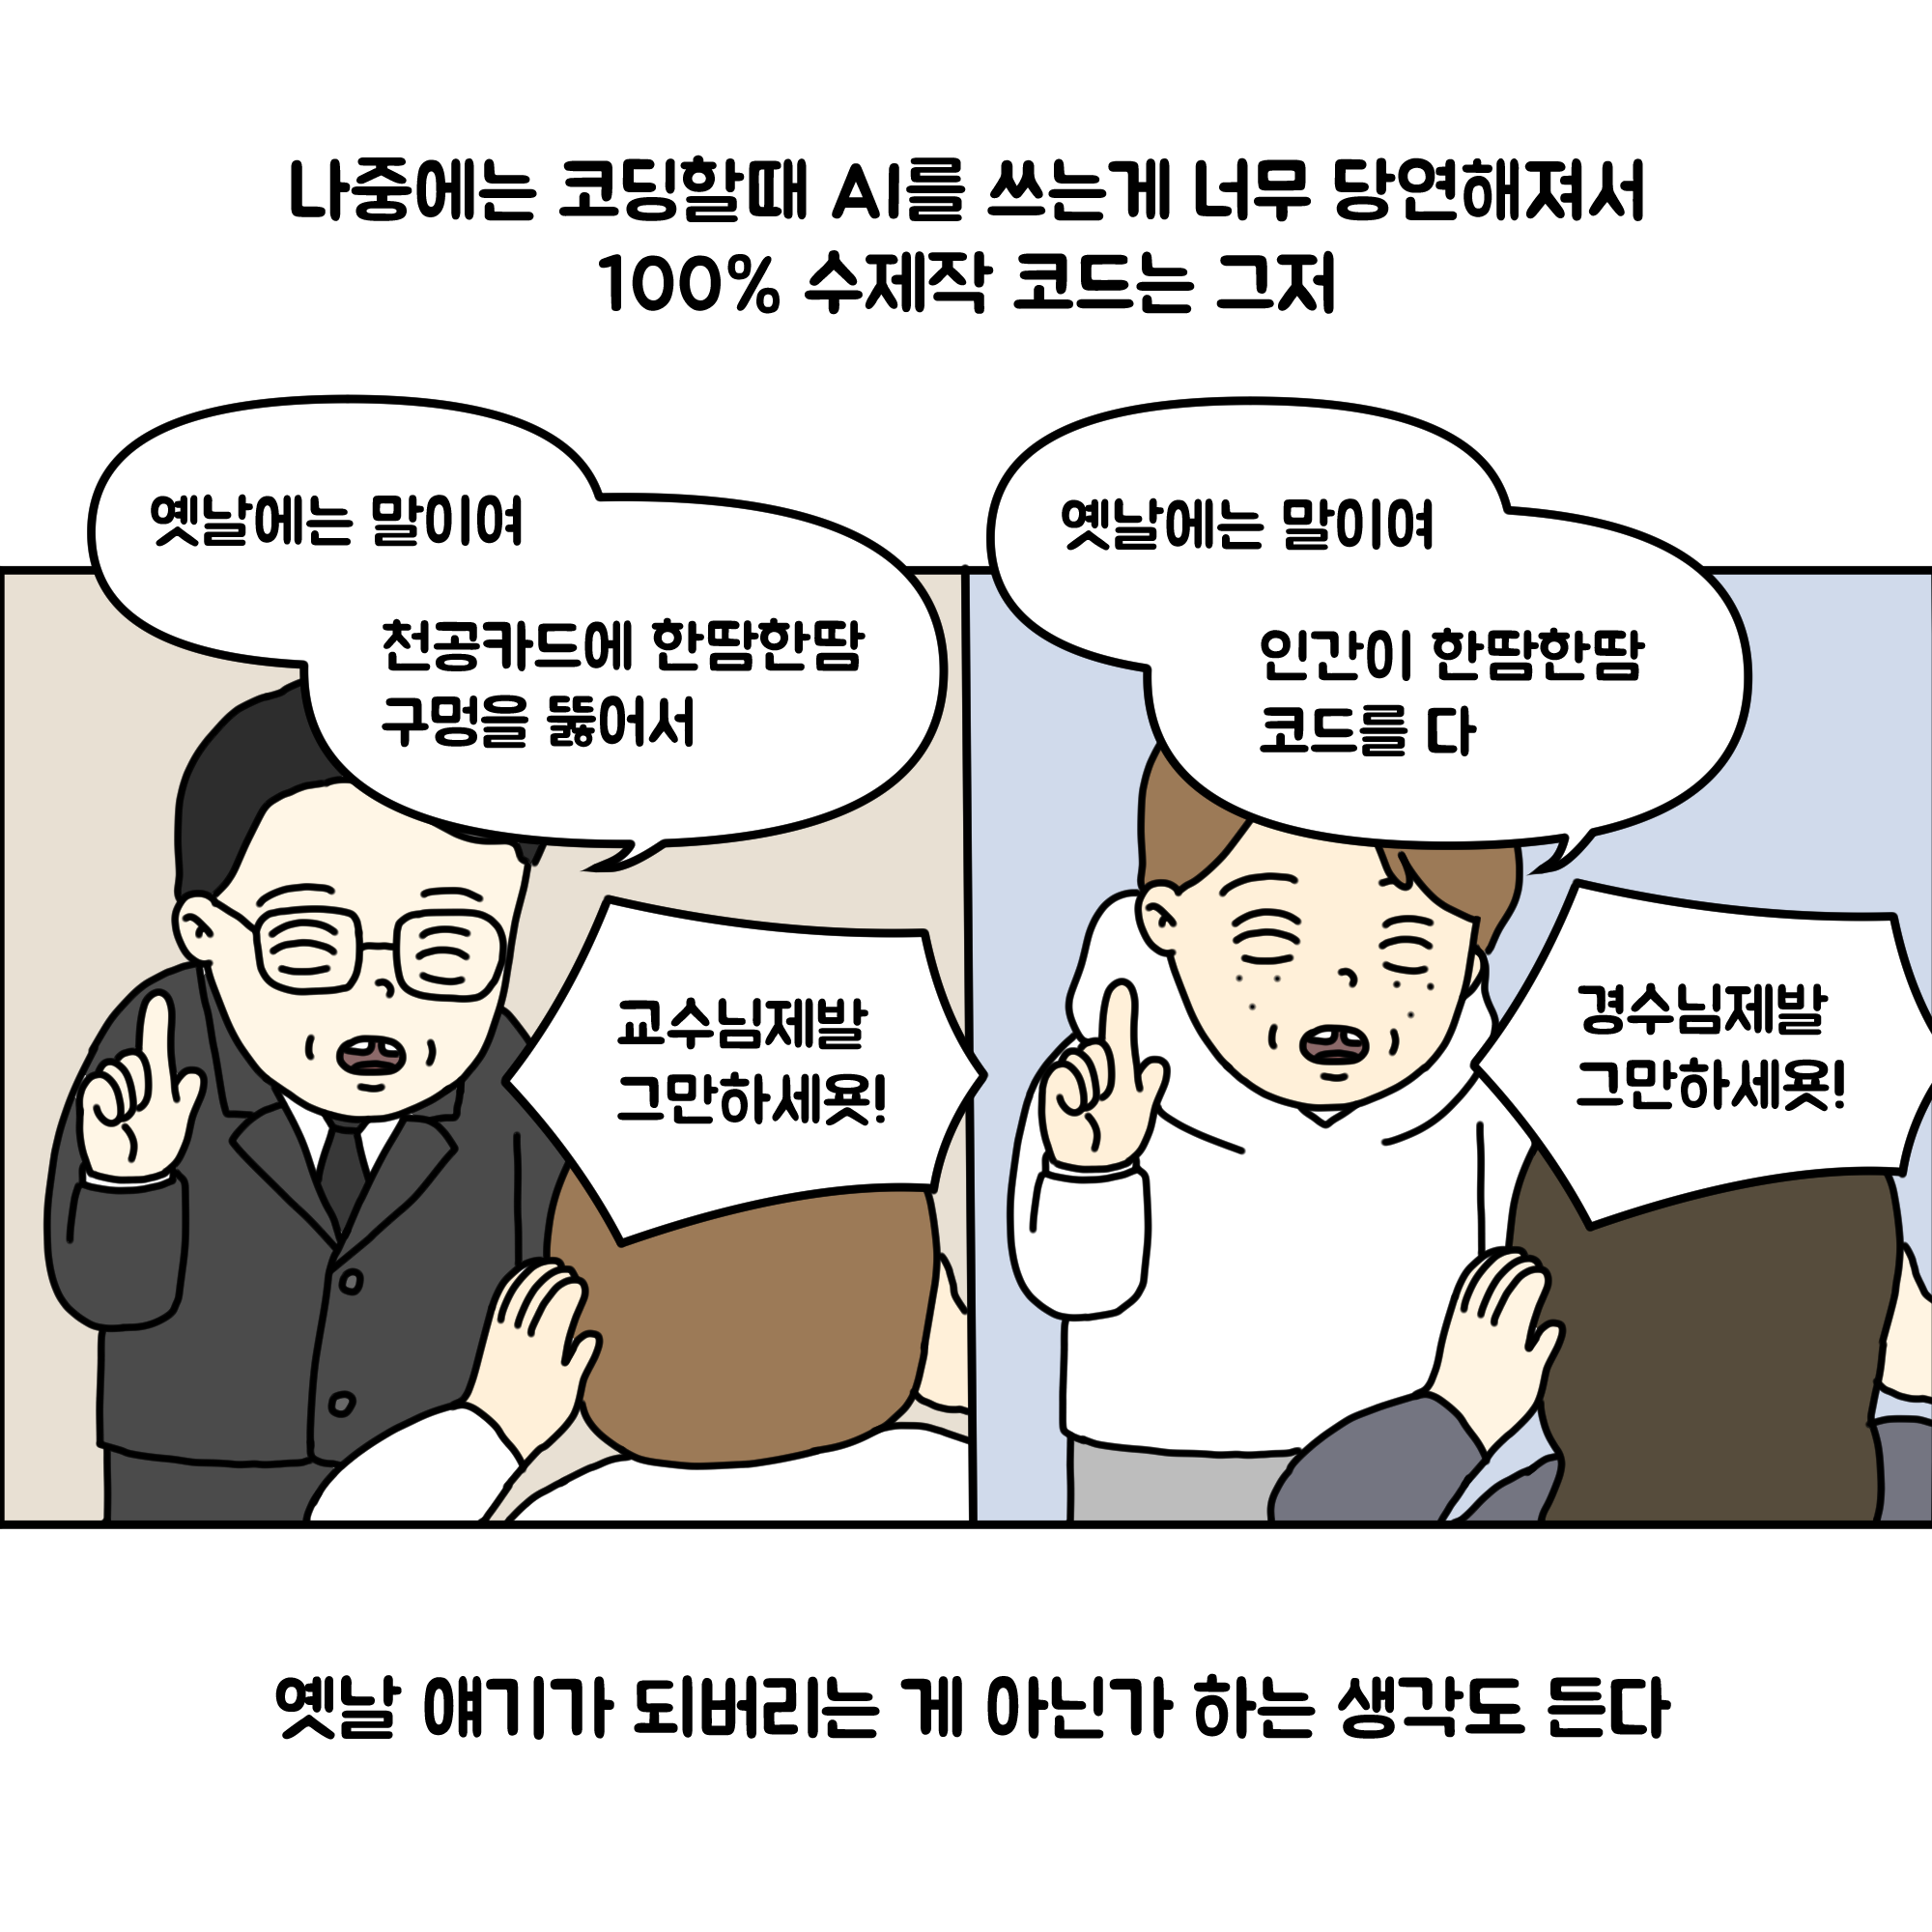 나중에는 코딩할때 AI를 쓰는게 너무 당연해져서
100% 수제작 코드는 그저
옛날에는 말이여
천공카드에 한땀한땀
구멍을 뚫어서
교수님제발
그만하세욧!
옛날에는 말이여
인간이 한땀한땀
코드를 다
경수님제발
그만하세욧!
옛날 얘기가 되버리는 게 아닌가 하는 생각도 든다